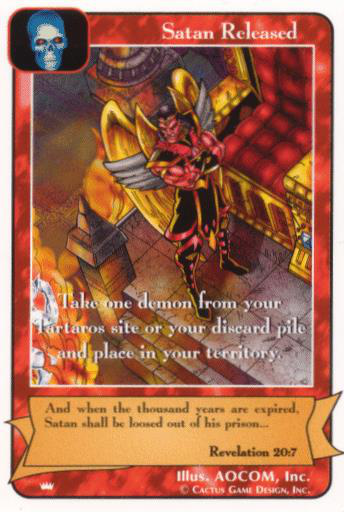 Satan Released
Take one demon from your
Tartaros site or your discard pile
and place in your territory.
And when the thousand years are expired,
Satan shall be loosed out of his prison...
Revelation 20:7
Illus. AOCOM, Inc.
© Cactus Game Design, Inc.